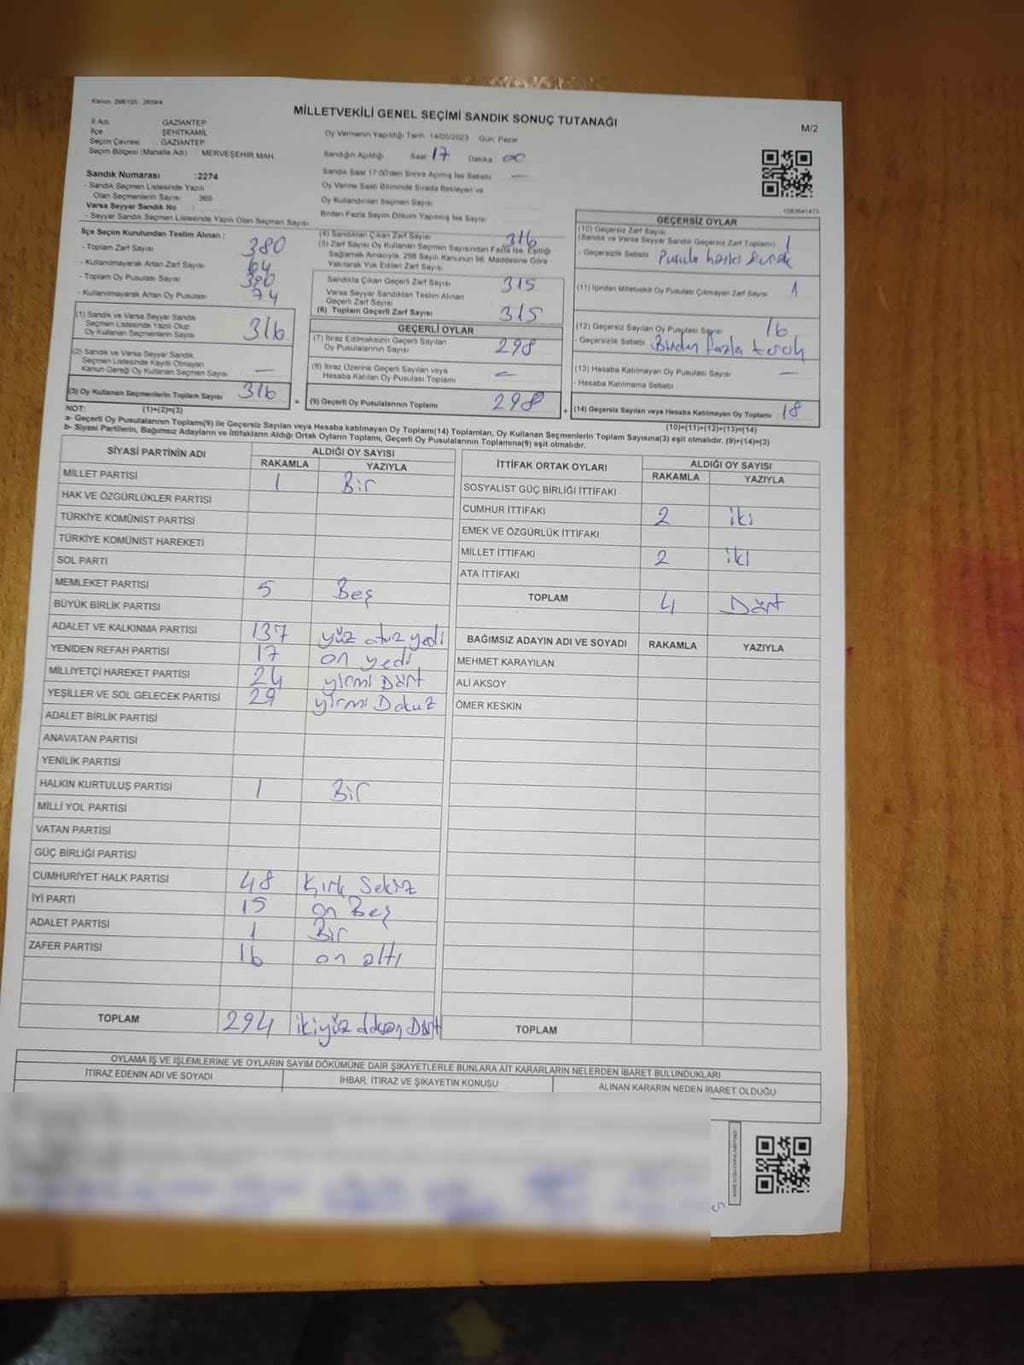 MİLLETVEKİLİ GENEL SEÇİMİ SANDIK SONUÇ TUTANAĞI
M/2
İl Adı GAZİANTEP
İlçe ŞEHİTKAMİL
Seçim Çevresi GAZİANTEP
Seçim Bölgesi (Mahalle Adı) : MERVEŞEHİR MAH.
Oy Vermenin Yapıldığı Tarih 14/05/2023 Gün Pazar
Sandığın Açıldığı Saat 17 Dakika 00
Sandık Saat 17:00'den Sonra Açılmış İse Sebebi —
Oy Verme Saati Bitiminde Sırada Bekleyen ve
Oy Kullandırılan Seçmen Sayısı
Birden Fazla Sayım Döküm Yapılmış İse Sayısı
Sandık Numarası :2274
- Sandık Seçmen Listesinde Yazılı
Olan Seçmenlerin Sayısı 369
Varsa Seyyar Sandık No
- Seyyar Sandık Seçmen Listesinde Yazılı Olan Seçmen Sayısı
İlçe Seçim Kurulundan Teslim Alınan :
- Toplam Zarf Sayısı 380
- Kullanılmayarak Artan Zarf Sayısı 64
- Toplam Oy Pusulası Sayısı 390
- Kullanılmayarak Artan Oy Pusulası 74
(1) Sandık ve Varsa Seyyar Sandık
Seçmen Listesinde Yazılı Olup
Oy Kullanan Seçmenlerin Sayısı 316
(2) Sandık ve Varsa Seyyar Sandık
Seçmen Listesinde Kayıtlı Olmayan
Kanun Gereği Oy Kullanan Seçmen Sayısı —
(3) Oy Kullanan Seçmenlerin Toplam Sayısı 316
(1)+(2)=(3)
(4) Sandıktan Çıkan Zarf Sayısı 316
(5) Zarf Sayısı Oy Kullanan Seçmen Sayısından Fazla İse, Eşitliği
Sağlamak Amacıyla, 298 Sayılı Kanunun 98. Maddesine Göre
Yakılarak Yok Edilen Zarf Sayısı
Sandıkta Çıkan Geçerli Zarf Sayısı 315
Varsa Seyyar Sandıktan Teslim Alınan
Geçerli Zarf Sayısı
(6) Toplam Geçerli Zarf Sayısı 315
GEÇERLİ OYLAR
(7) İtiraz Edilmeksizin Geçerli Sayılan
Oy Pusulalarının Sayısı 298
(8) İtiraz Üzerine Geçerli Sayılan veya
Hesaba Katılan Oy Pusulası Toplamı —
(9) Geçerli Oy Pusulalarının Toplamı 298
GEÇERSİZ OYLAR
(10) Geçersiz Zarf Sayısı
(Sandık ve Varsa Seyyar Sandık Geçersiz Zarf Toplamı) 1
- Geçersizlik Sebebi Pusula
(11) İçinden Milletvekili Oy Pusulası Çıkmayan Zarf Sayısı 1
(12) Geçersiz Sayılan Oy Pusulası Sayısı 16
- Geçersizlik Sebebi Birden fazla tercih
(13) Hesaba Katılmayan Oy Pusulası Sayısı —
- Hesaba Katılmama Sebebi
(14) Geçersiz Sayılan veya Hesaba Katılmayan Oy Toplamı 18
(10)+(11)+(12)+(13)=(14)
NOT:
a- Geçerli Oy Pusulalarının Toplamı(9) ile Geçersiz Sayılan veya Hesaba katılmayan Oy Toplamı(14) Toplamları, Oy Kullanan Seçmenlerin Toplam Sayısına(3) eşit olmalıdır. (9)+(14)=(3)
b- Siyasi Partilerin, Bağımsız Adayların ve İttifakların Aldığı Ortak Oyların Toplamı, Geçerli Oy Pusulalarının Toplamına(9) eşit olmalıdır.
SİYASİ PARTİNİN ADI ALDIĞI OY SAYISI
RAKAMLA YAZIYLA
MİLLET PARTİSİ 1 Bir
HAK VE ÖZGÜRLÜKLER PARTİSİ
TÜRKİYE KOMÜNİST PARTİSİ
TÜRKİYE KOMÜNİST HAREKETİ
SOL PARTİ
MEMLEKET PARTİSİ 5 Beş
BÜYÜK BİRLİK PARTİSİ
ADALET VE KALKINMA PARTİSİ 137 yüz otuz yedi
YENİDEN REFAH PARTİSİ 17 on yedi
MİLLİYETÇİ HAREKET PARTİSİ 24 yirmi Dört
YEŞİLLER VE SOL GELECEK PARTİSİ 29 yirmi Dokuz
ADALET BİRLİK PARTİSİ
ANAVATAN PARTİSİ
YENİLİK PARTİSİ
HALKIN KURTULUŞ PARTİSİ 1 Bir
MİLLİ YOL PARTİSİ
VATAN PARTİSİ
GÜÇ BİRLİĞİ PARTİSİ
CUMHURİYET HALK PARTİSİ 48 Kırk Sekiz
İYİ PARTİ 15 on Beş
ADALET PARTİSİ 1 Bir
ZAFER PARTİSİ 16 on altı
TOPLAM 294 ikiyüz doksan Dört
İTTİFAK ORTAK OYLARI ALDIĞI OY SAYISI
RAKAMLA YAZIYLA
SOSYALİST GÜÇ BİRLİĞİ İTTİFAKI
CUMHUR İTTİFAKI 2 iki
EMEK VE ÖZGÜRLÜK İTTİFAKI
MİLLET İTTİFAKI 2 iki
ATA İTTİFAKI
TOPLAM 4 Dört
BAĞIMSIZ ADAYIN ADI VE SOYADI RAKAMLA YAZIYLA
MEHMET KARAYILAN
ALİ AKSOY
ÖMER KESKİN
TOPLAM
OYLAMA İŞ VE İŞLEMLERİNE VE OYLARIN SAYIM DÖKÜMÜNE DAİR ŞİKAYETLERLE BUNLARA AİT KARARLARIN NELERDEN İBARET BULUNDUKLARI
İTİRAZ EDENİN ADI VE SOYADI İHBAR, İTİRAZ VE ŞİKAYETİN KONUSU ALINAN KARARIN NEDEN İBARET OLDUĞU